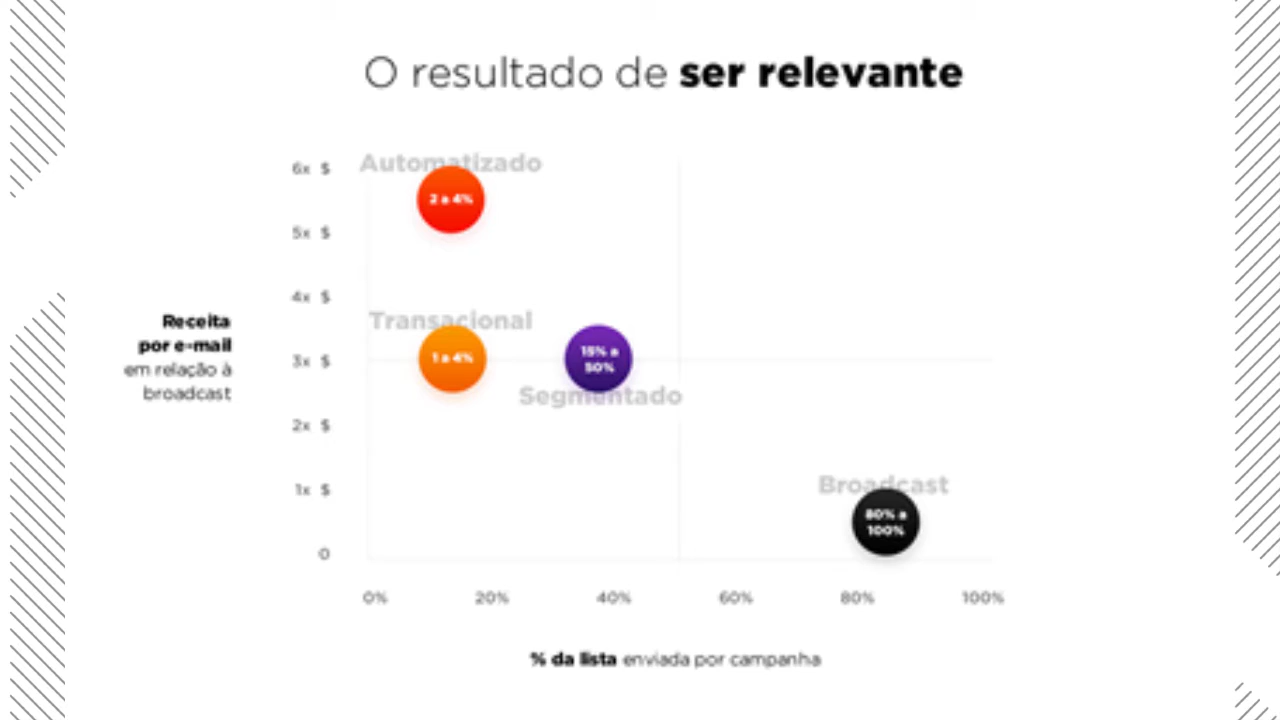 O resultado de ser relevante
Automatizado
6x $
2 a 4%
5x $
4x $
Transacional
Receita
por e-mail
em relação à
broadcast
3x $
1 a 4%
15% a
50%
Segmentado
2x $
Broadcast
1x $
80% a
100%
0
0% 20% 40% 60% 80% 100%
% da lista enviada por campanha